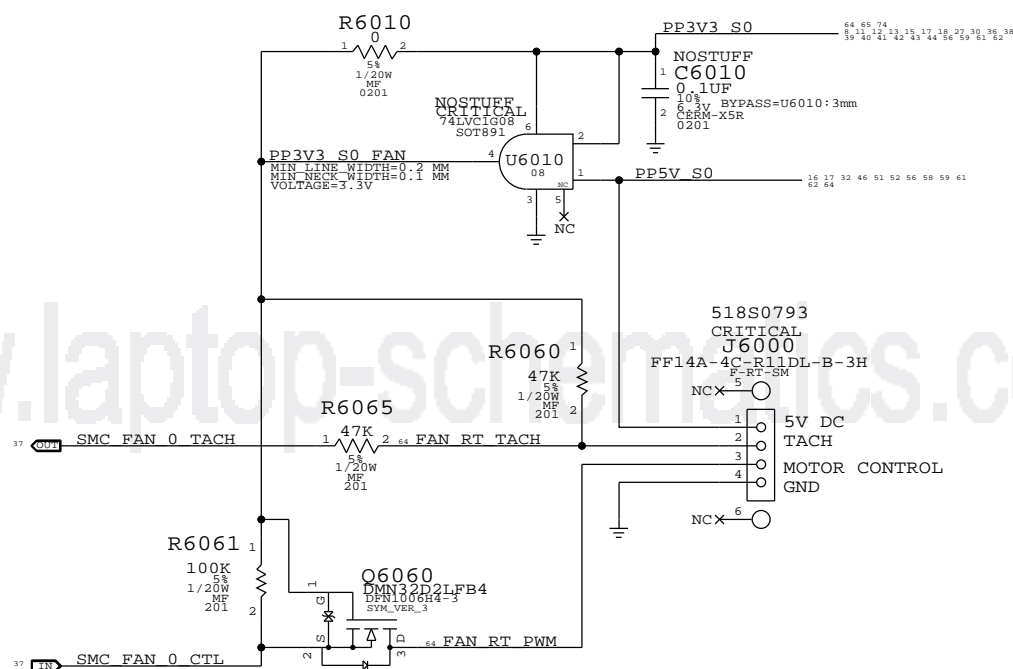 R6010
0
1 2
5%
1/20W
MF
0201
PP3V3_S0
64 65 74
8 11 12 13 15 17 18 27 30 36 38
39 40 41 42 43 44 56 59 61 62
NOSTUFF
C6010
0.1UF
10%
6.3V
CERM-X5R
0201
1
2
BYPASS=U6010:3mm
NOSTUFF
CRITICAL
74LVC1G08
SOT891
6
2
4
U6010
08
1
NC
3
5
NC
PP3V3_S0_FAN
MIN_LINE_WIDTH=0.2 MM
MIN_NECK_WIDTH=0.1 MM
VOLTAGE=3.3V
PP5V_S0
16 17 32 46 51 52 56 58 59 61
62 64
www.laptop-schematics.co
518S0793
CRITICAL
J6000
FF14A-4C-R11DL-B-3H
F-RT-SM
NC 5
1 5V DC
2 TACH
3 MOTOR CONTROL
4 GND
NC 6
R6060
47K
5%
1/20W
MF
201
1
2
R6065
47K
1 2
5%
1/20W
MF
201
37 OUT SMC_FAN_0_TACH
64 FAN_RT_TACH
R6061
100K
5%
1/20W
MF
201
1
2
Q6060
DMN32D2LFB4
DFN1006H4-3
SYM_VER_3
1
G
S
2
D
3
64 FAN_RT_PWM
37 IN SMC_FAN_0_CTL